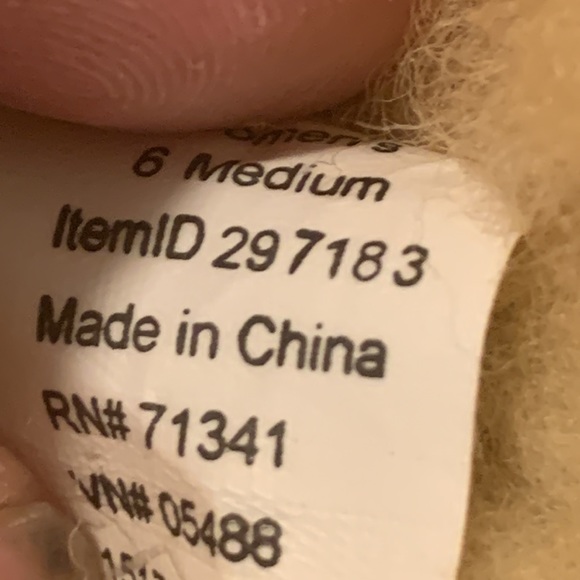 6 Medium
ItemID 297183
Made in China
RN# 71341
VN# 05488